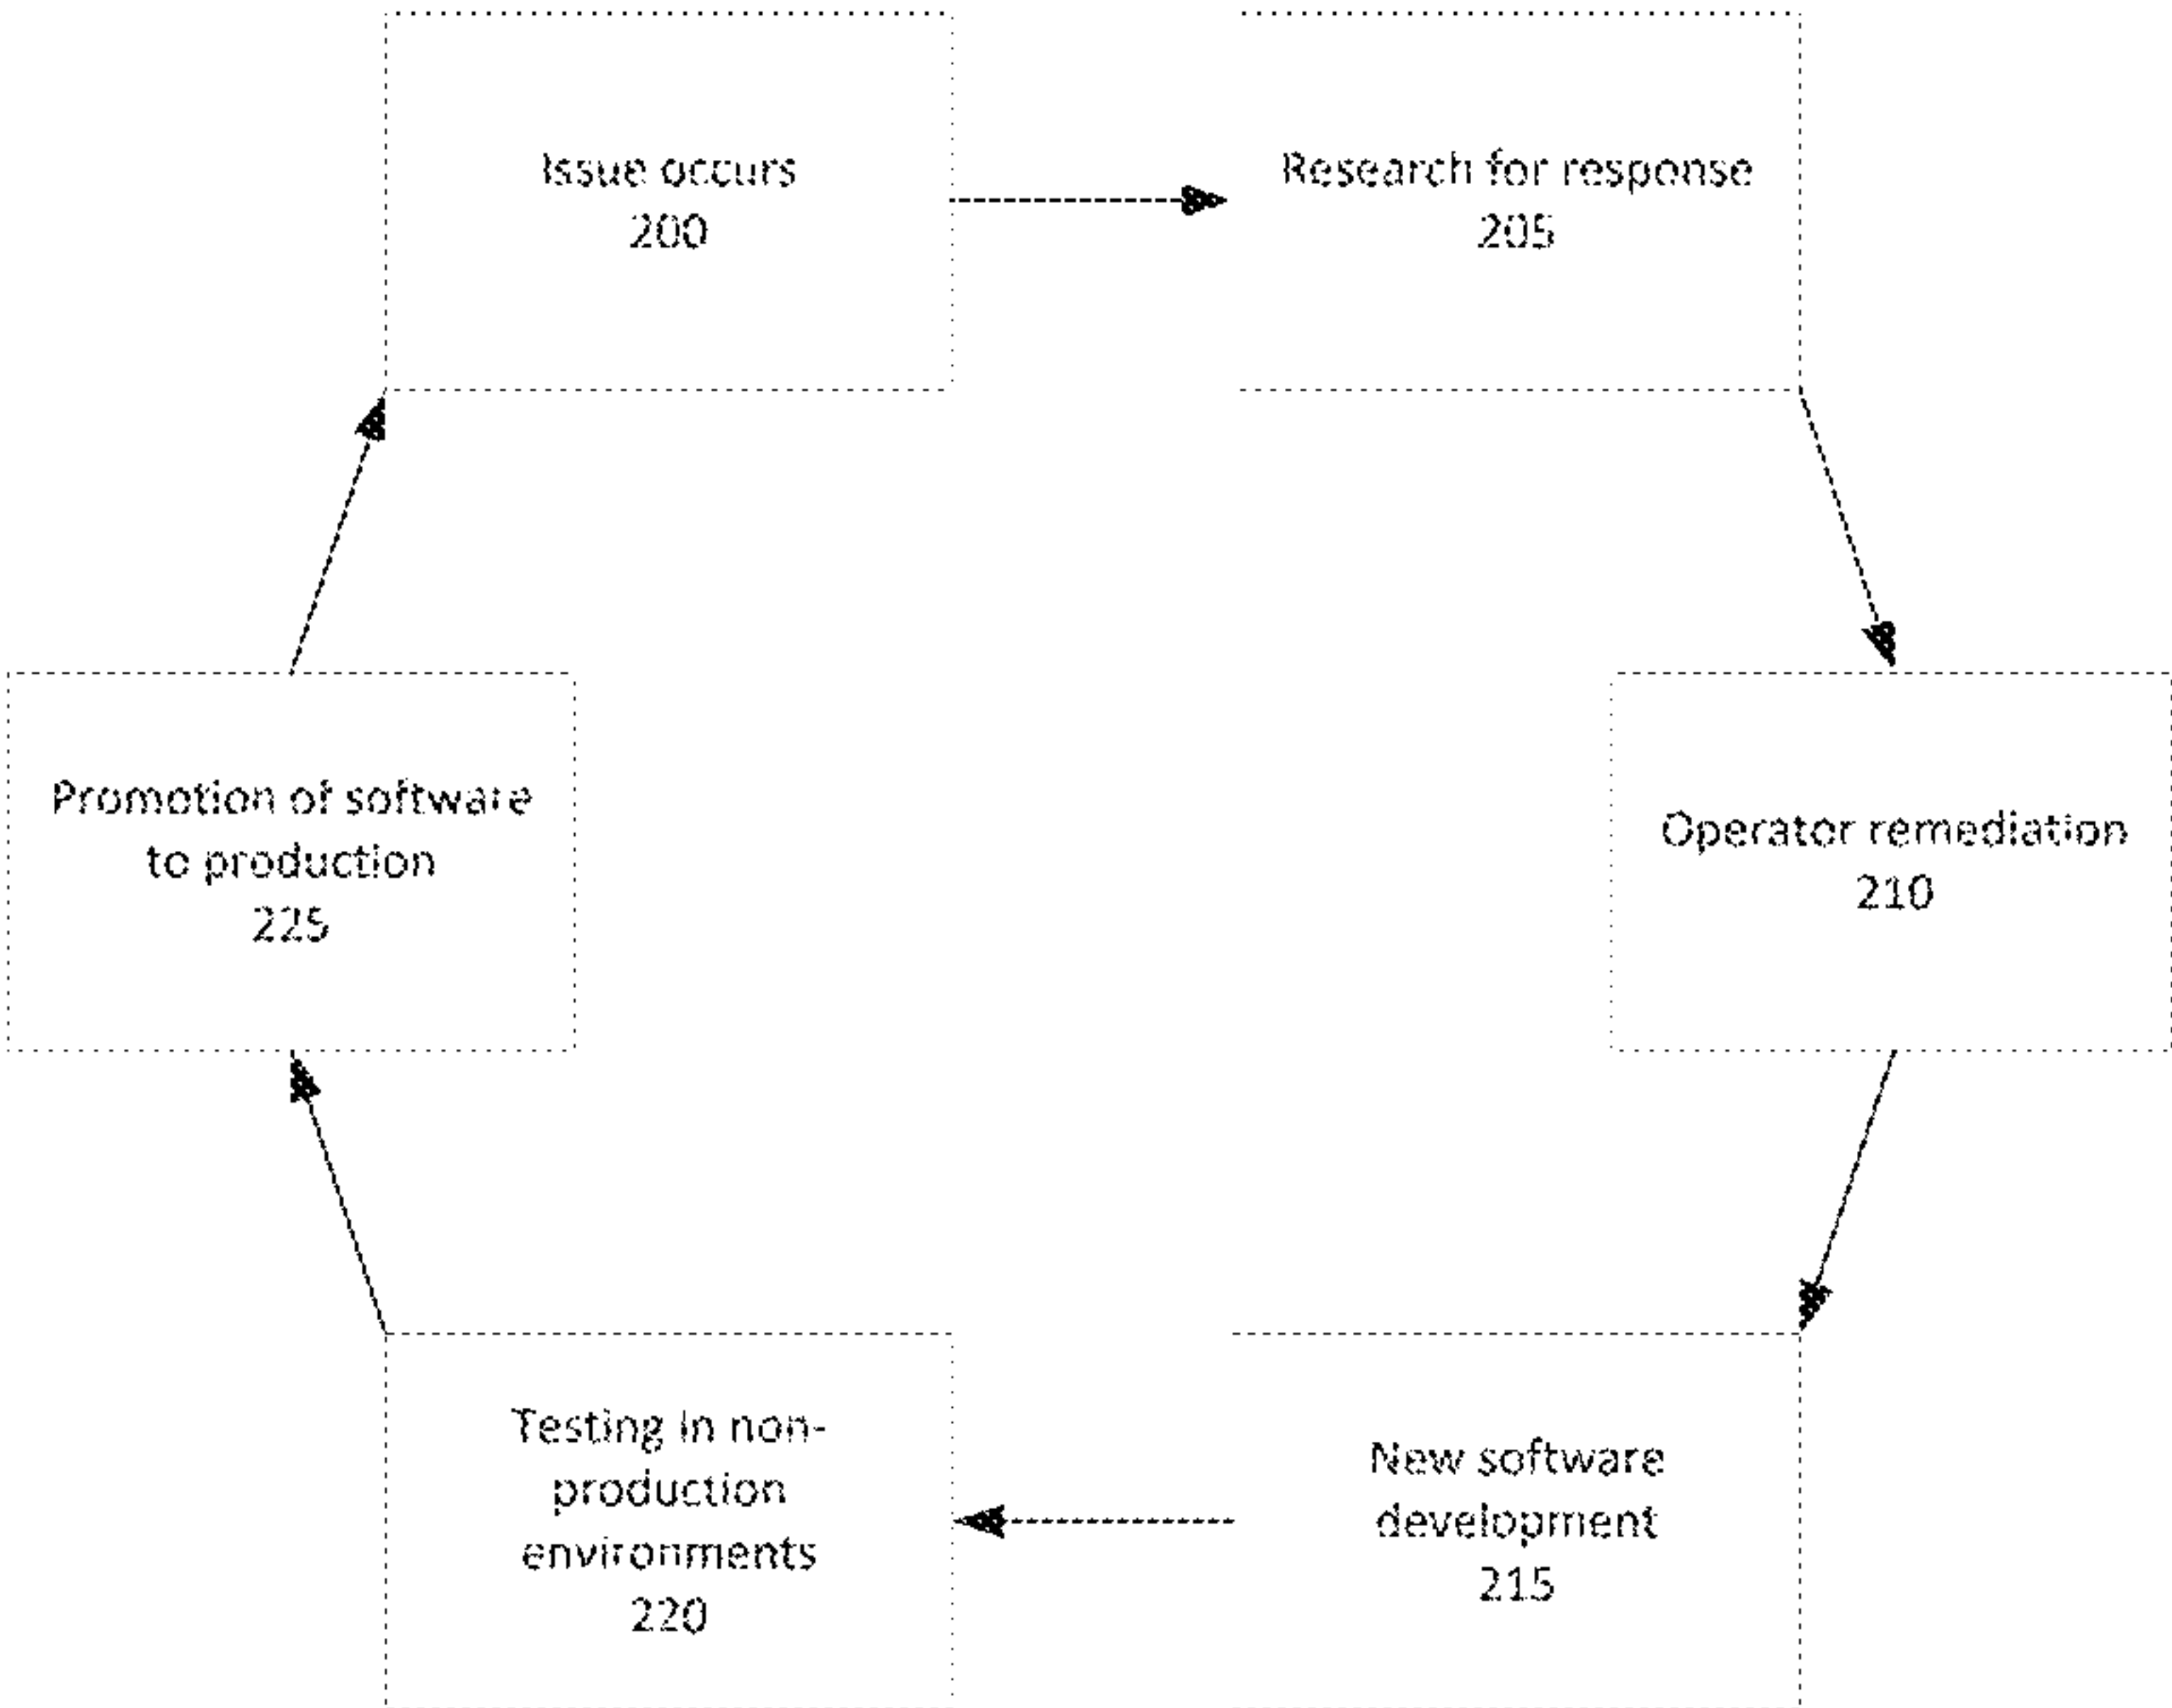 Issue occurs
200
Research for response
205
Operator remediation
210
New software
development
215
Testing in non-
production
environments
220
Promotion of software
to production
225